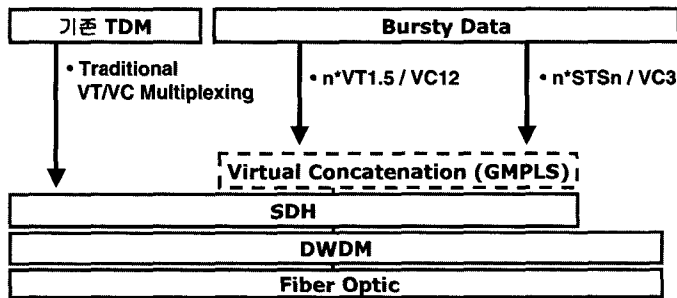 기존 TDM
Bursty Data
• Traditional
VT/VC Multiplexing
• n*VT1.5 / VC12
• n*STSn / VC3
Virtual Concatenation (GMPLS)
SDH
DWDM
Fiber Optic